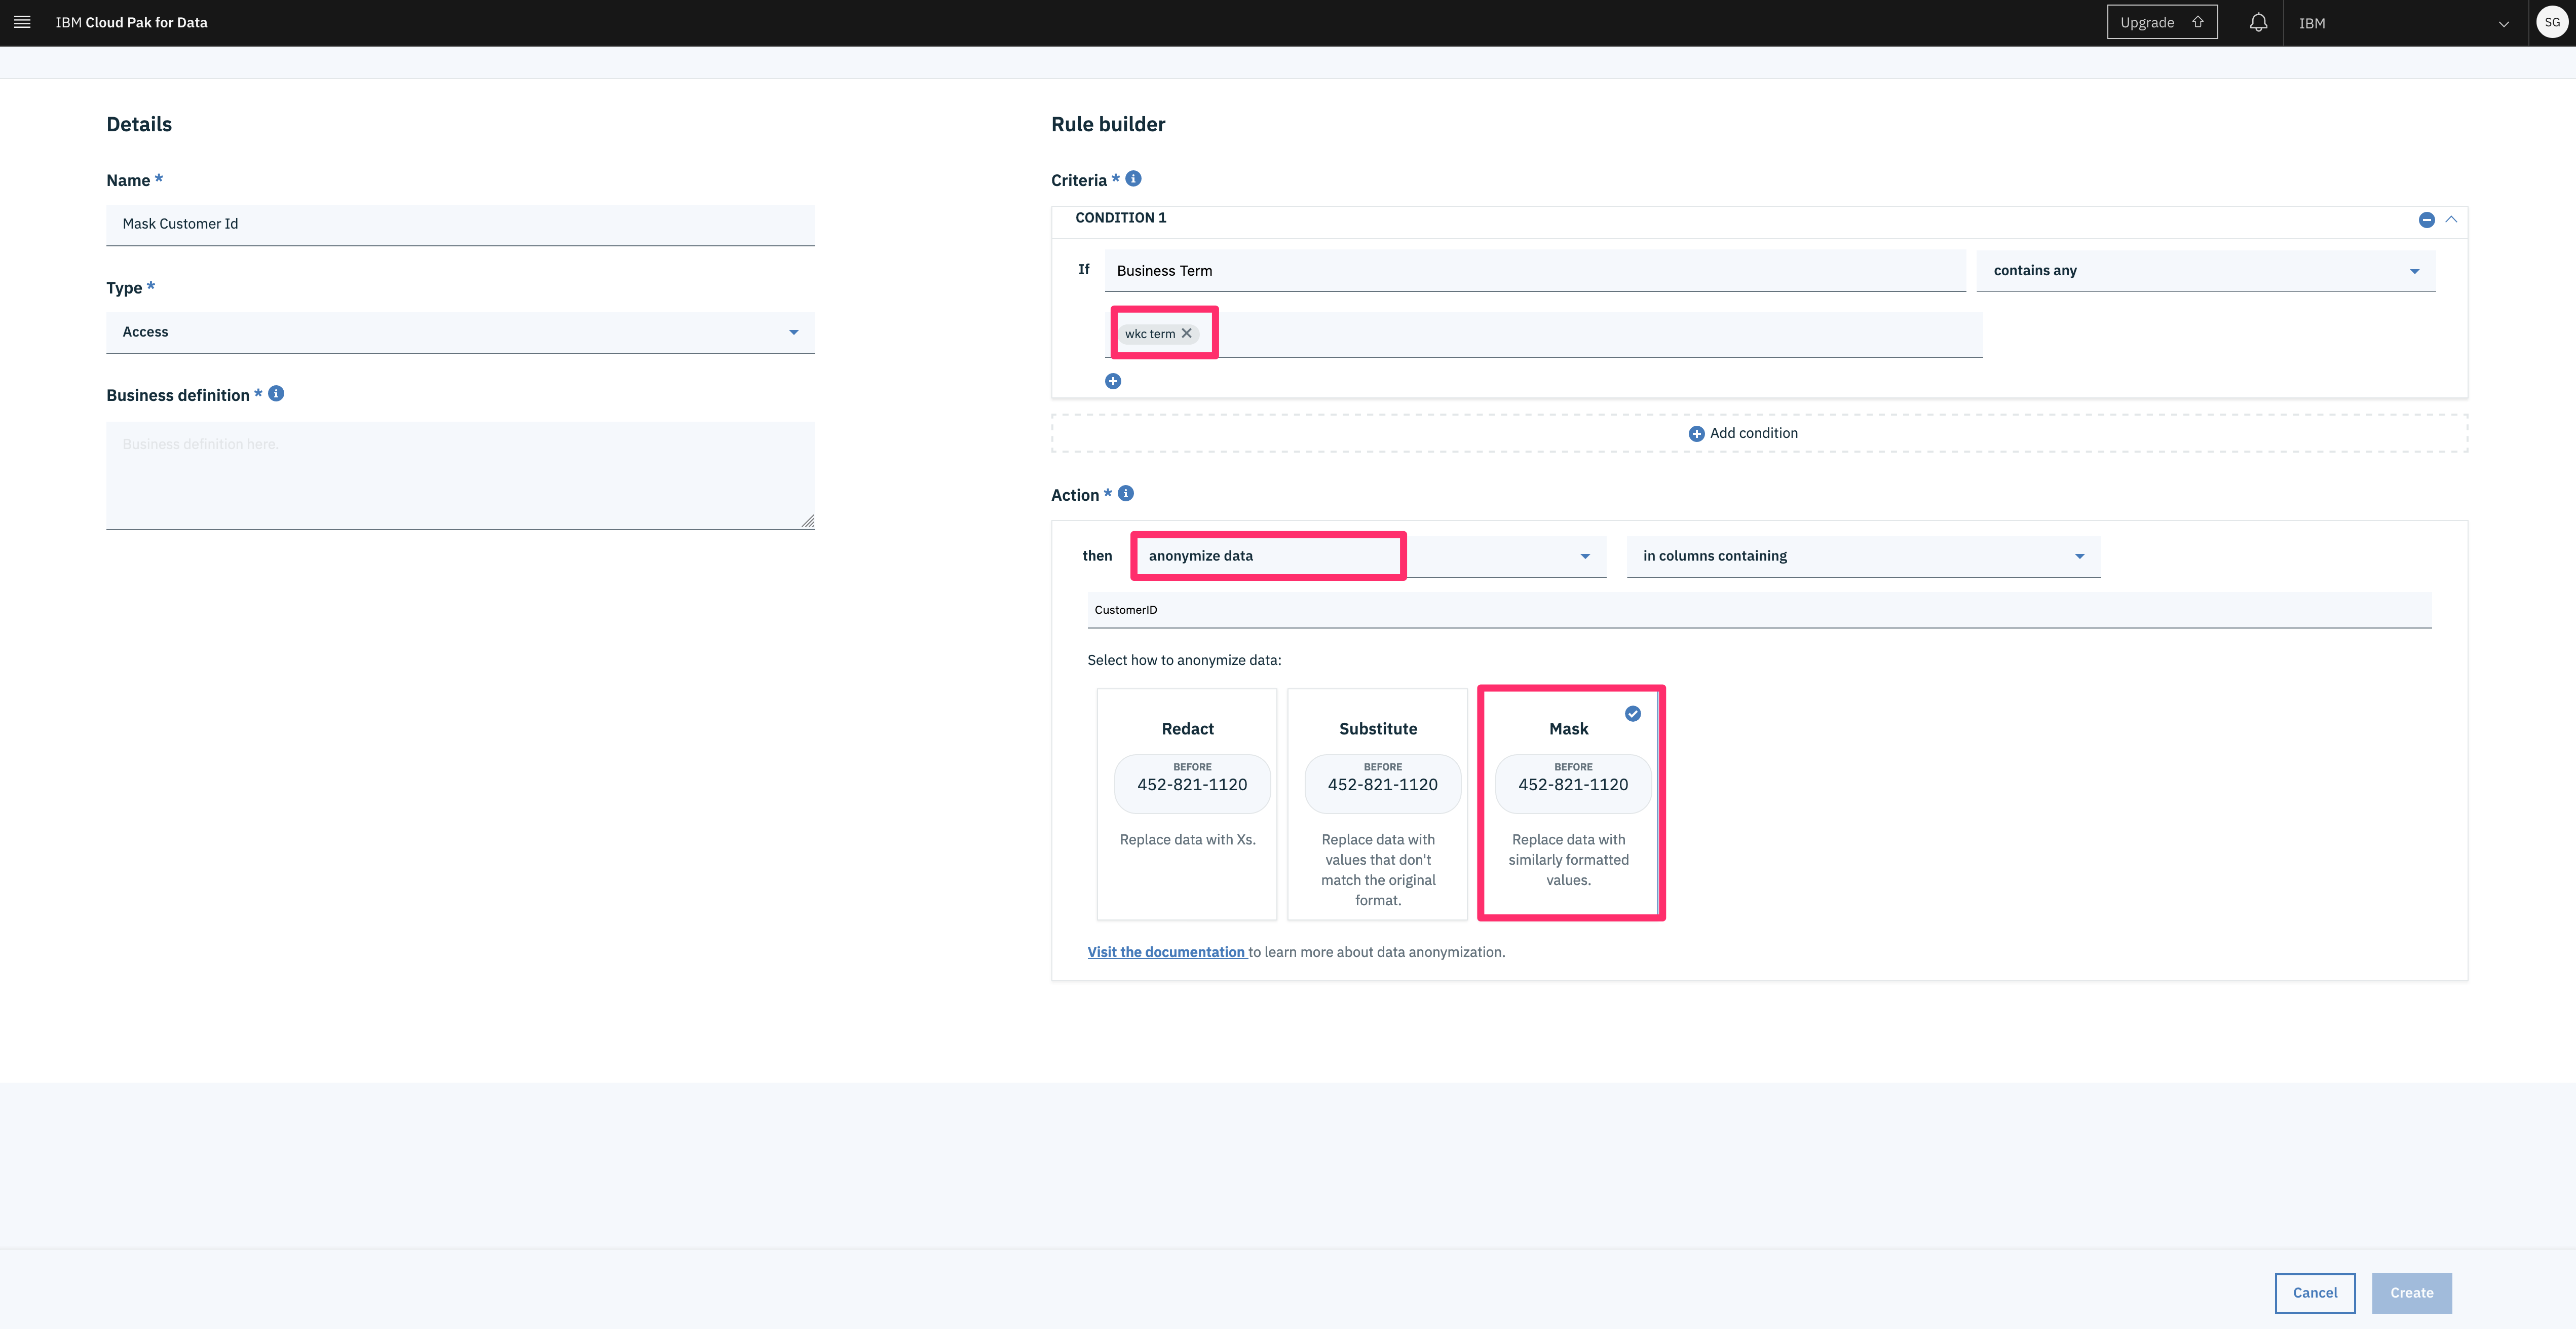 IBM Cloud Pak for Data
Upgrade
IBM
SG
Details
Name *
Mask Customer Id
Type *
Access
Business definition *
Business definition here.
Rule builder
Criteria *
CONDITION 1
If
Business Term
contains any
wkc term
Add condition
Action *
then
anonymize data
in columns containing
CustomerID
Select how to anonymize data:
Redact
BEFORE
452-821-1120
Replace data with Xs.
Substitute
BEFORE
452-821-1120
Replace data with
values that don't
match the original
format.
Mask
BEFORE
452-821-1120
Replace data with
similarly formatted
values.
Visit the documentation to learn more about data anonymization.
Cancel
Create